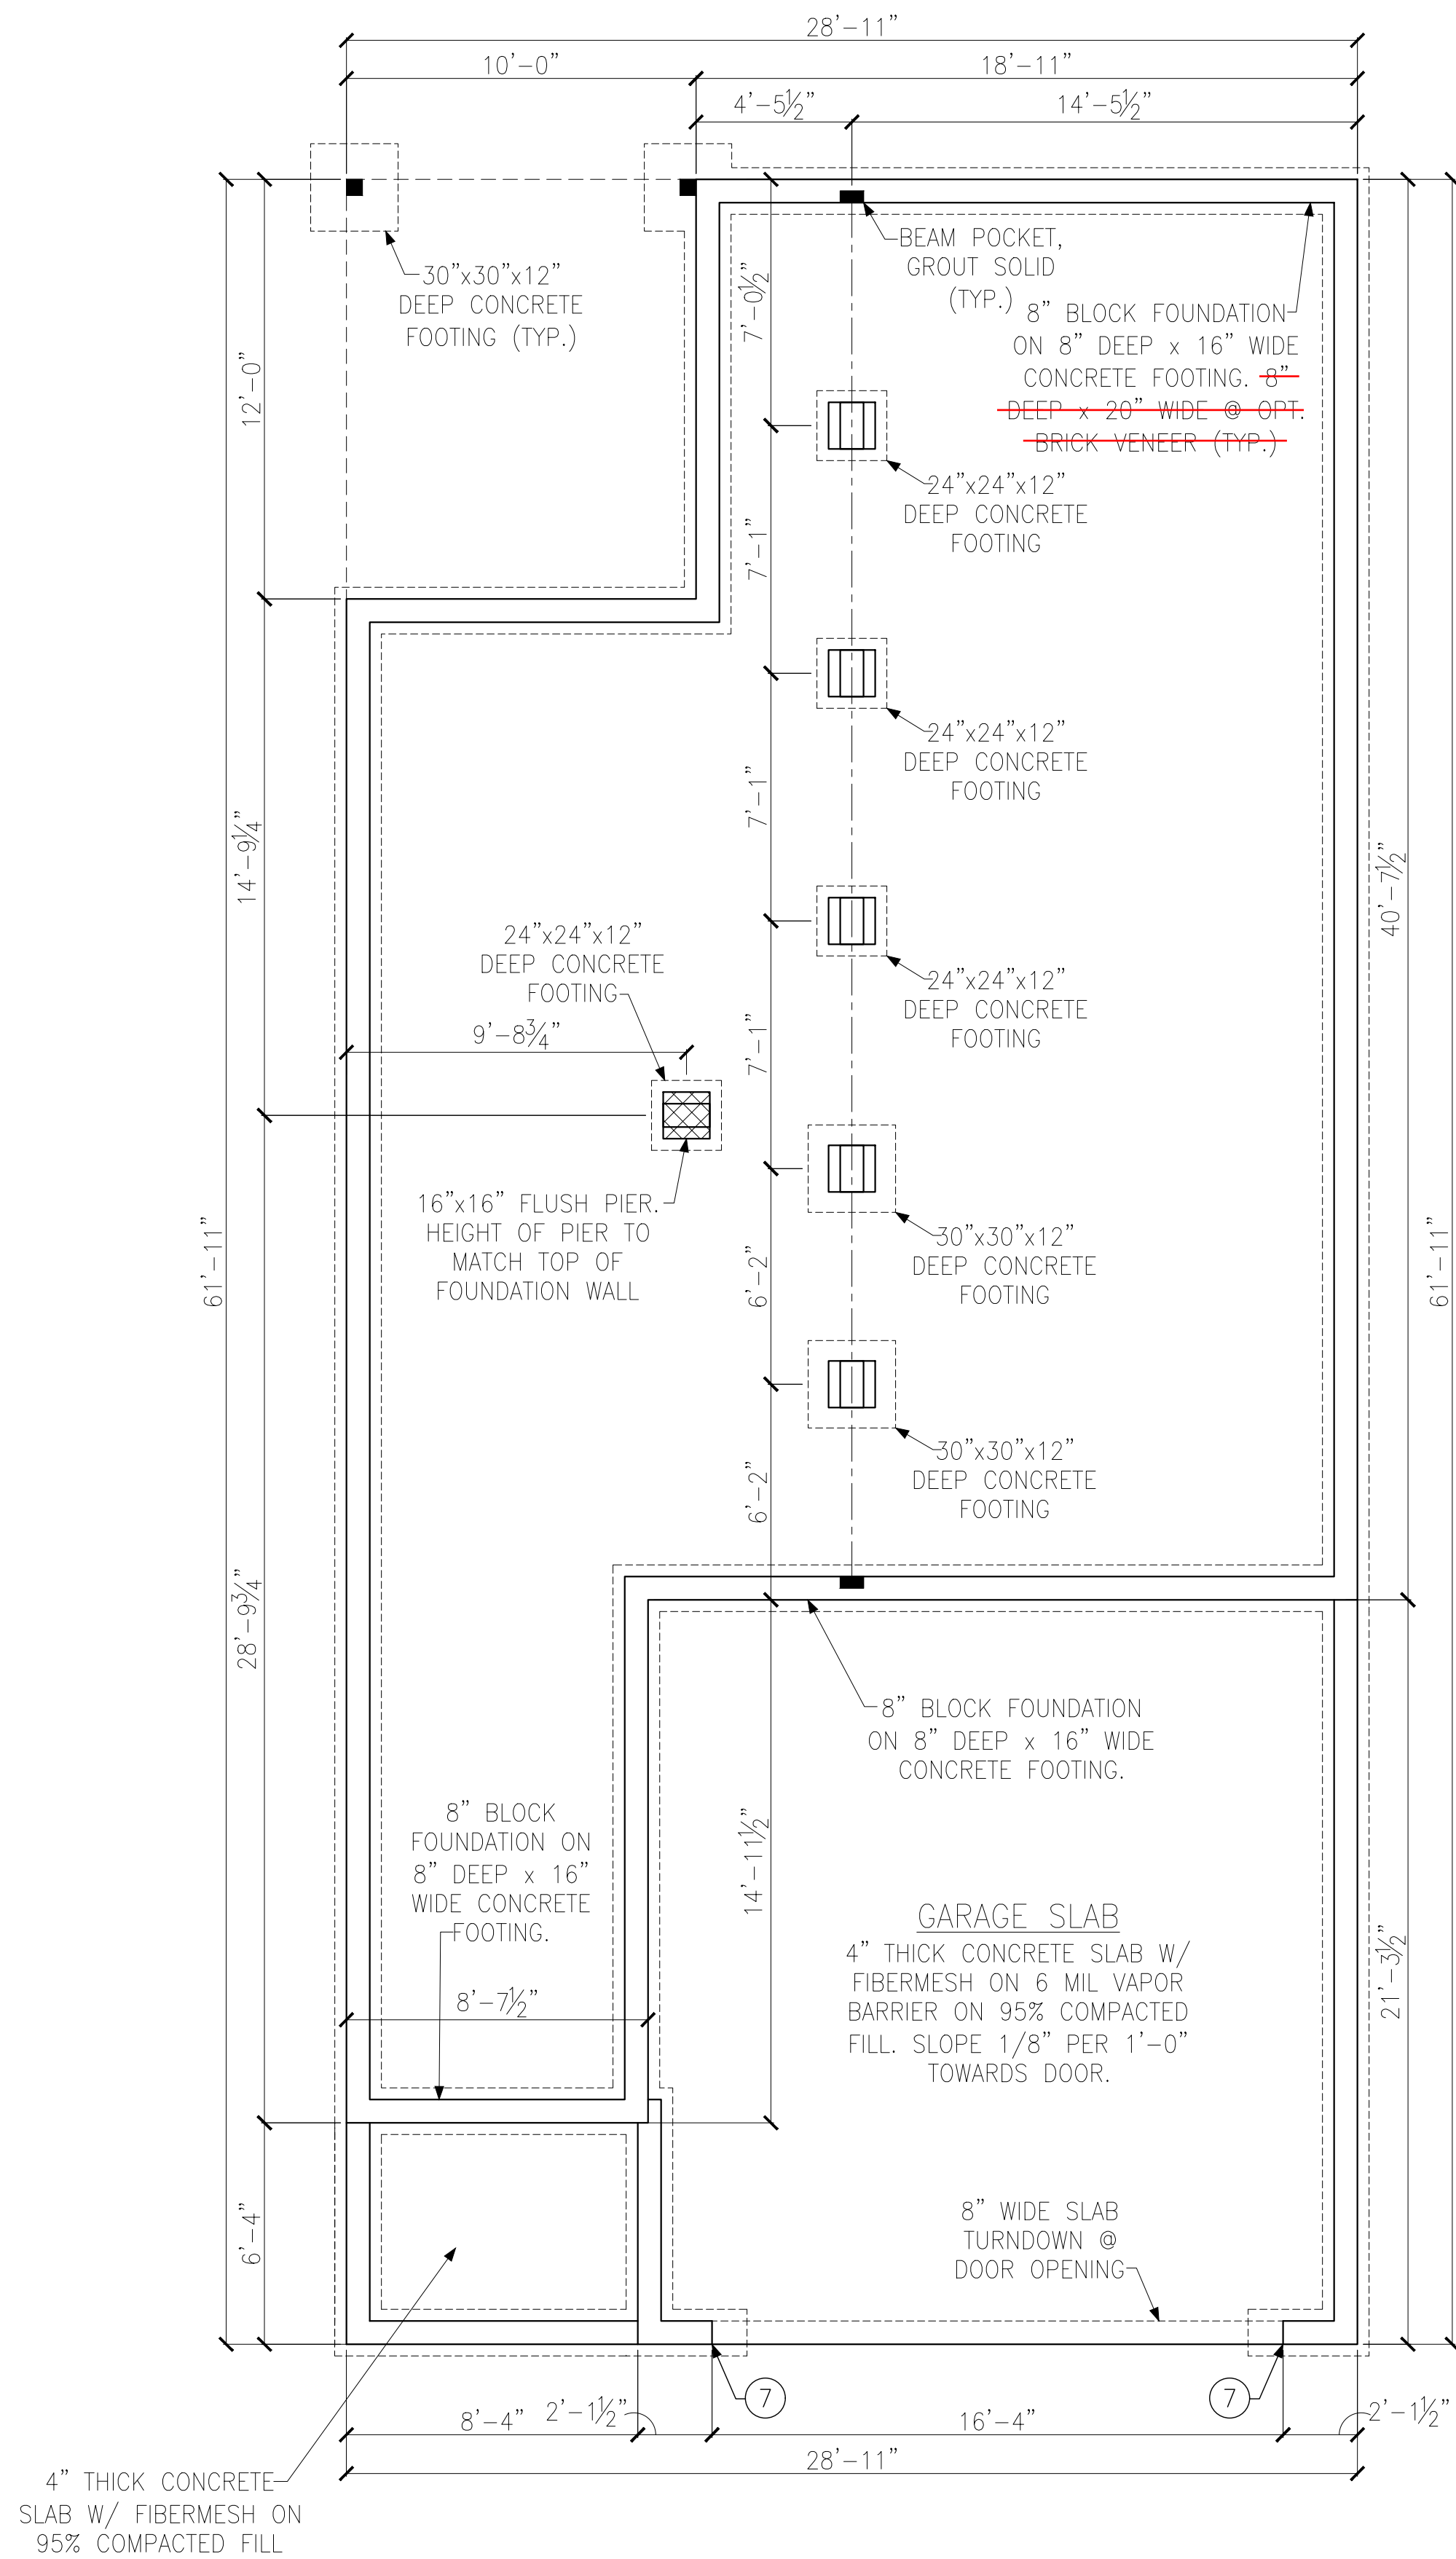 28'-11"
10'-0"
18'-11"
4'-5½"
14'-5½"
30"x30"x12"
DEEP CONCRETE
FOOTING (TYP.)
BEAM POCKET,
GROUT SOLID
(TYP.)
8" BLOCK FOUNDATION
ON 8" DEEP x 16" WIDE
CONCRETE FOOTING. 8"
DEEP x 20" WIDE @ OPT.
BRICK VENEER (TYP.)
7'-0½"
12'-0"
24"x24"x12"
DEEP CONCRETE
FOOTING
7'-1"
24"x24"x12"
DEEP CONCRETE
FOOTING
7'-1"
14'-9¼"
40'-7½"
24"x24"x12"
DEEP CONCRETE
FOOTING
24"x24"x12"
DEEP CONCRETE
FOOTING
9'-8¾"
7'-1"
16"x16" FLUSH PIER.
HEIGHT OF PIER TO
MATCH TOP OF
FOUNDATION WALL
30"x30"x12"
DEEP CONCRETE
FOOTING
61'-11"
6'-2"
61'-11"
30"x30"x12"
DEEP CONCRETE
FOOTING
6'-2"
28'-9¾"
8" BLOCK FOUNDATION
ON 8" DEEP x 16" WIDE
CONCRETE FOOTING.
8" BLOCK
FOUNDATION ON
8" DEEP x 16"
WIDE CONCRETE
FOOTING.
14'-11½"
GARAGE SLAB
4" THICK CONCRETE SLAB W/
FIBERMESH ON 6 MIL VAPOR
BARRIER ON 95% COMPACTED
FILL. SLOPE 1/8" PER 1'-0"
TOWARDS DOOR.
21'-3½"
8'-7½"
6'-4"
8" WIDE SLAB
TURNDOWN @
DOOR OPENING
7
7
8'-4"
2'-1½"
16'-4"
2'-1½"
28'-11"
4" THICK CONCRETE
SLAB W/ FIBERMESH ON
95% COMPACTED FILL